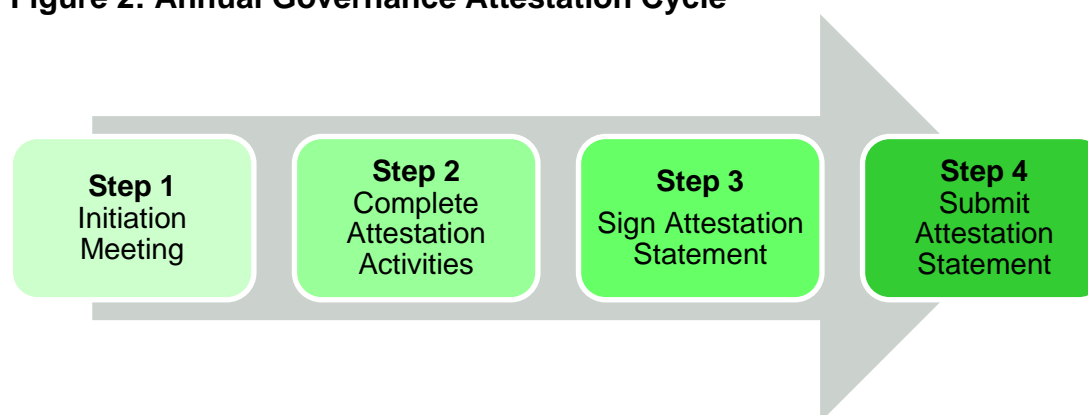 Figure 2: Annual Governance Attestation Cycle
Step 1
Initiation
Meeting
Step 2
Complete
Attestation
Activities
Step 3
Sign Attestation
Statement
Step 4
Submit
Attestation
Statement